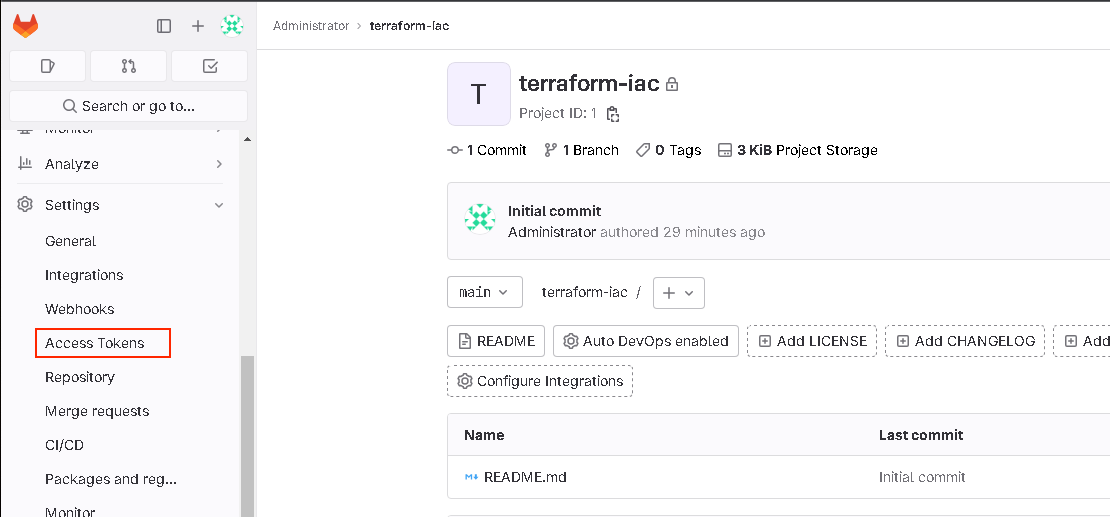 Administrator > terraform-iac
Search or go to...
Monitor
Analyze
Settings
General
Integrations
Webhooks
Access Tokens
Repository
Merge requests
CI/CD
Packages and reg...
Monitor
T
terraform-iac
Project ID: 1
1 Commit 1 Branch 0 Tags 3 KiB Project Storage
Initial commit
Administrator authored 29 minutes ago
main terraform-iac /
README Auto DevOps enabled Add LICENSE Add CHANGELOG Add
Configure Integrations
Name Last commit
README.md Initial commit